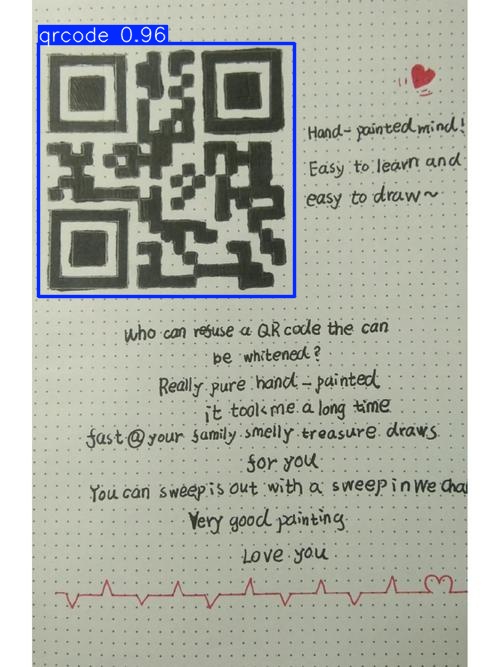 qrcode 0.96
Hand-painted mind!
Easy to learn and
easy to draw~
Who can refuse a QR code the can
be whitened?
Really pure hand-painted
it took me a long time
fast@your family smelly treasure draws
for you
You can sweep is out with a sweep in We Cha
Very good painting
Love you